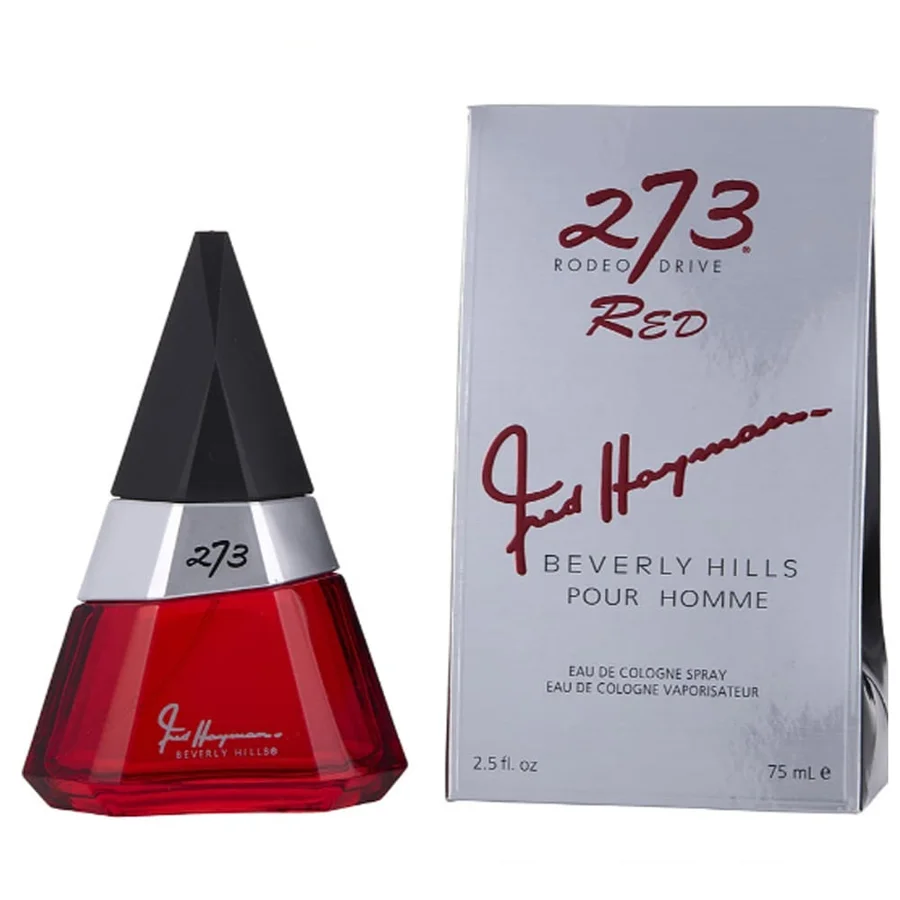 273
Fred Hayman
BEVERLY HILLS®
273®
RODEO DRIVE
RED
Fred Hayman
BEVERLY HILLS
POUR HOMME
EAU DE COLOGNE SPRAY
EAU DE COLOGNE VAPORISATEUR
2.5 fl. oz 75 mL e